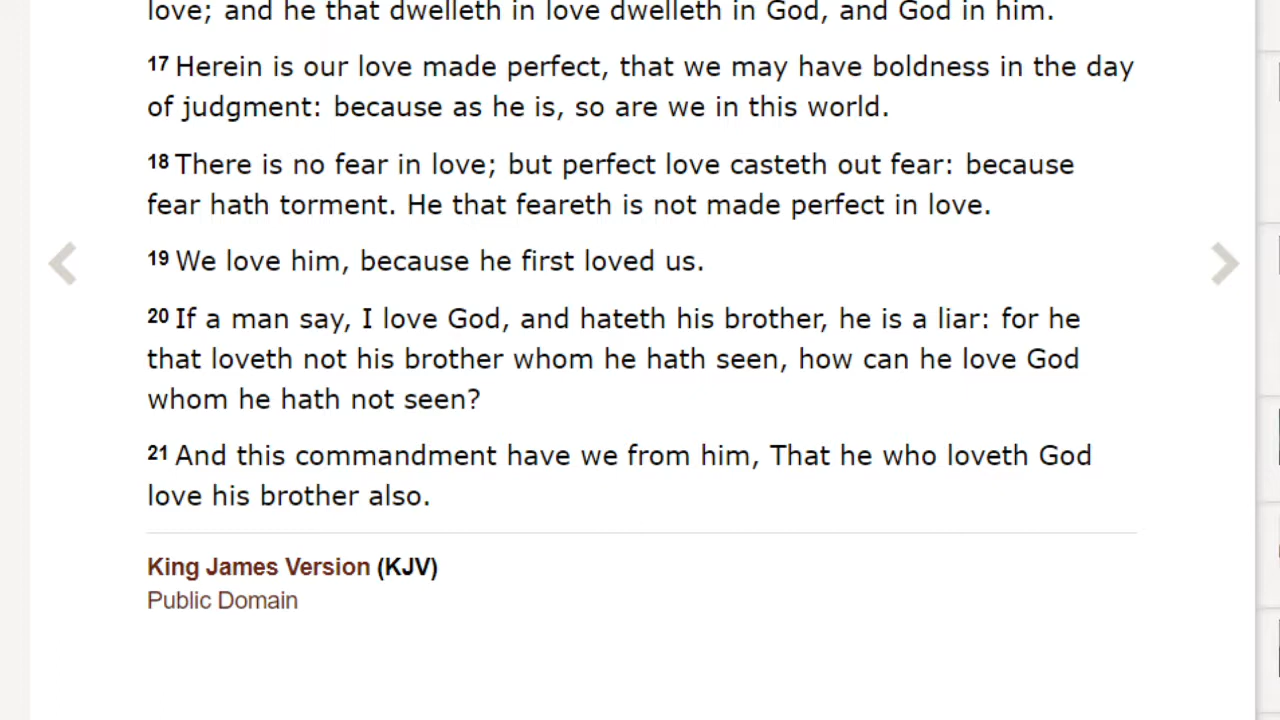 love; and he that dwelleth in love dwelleth in God, and God in him.
17 Herein is our love made perfect, that we may have boldness in the day
of judgment: because as he is, so are we in this world.
18 There is no fear in love; but perfect love casteth out fear: because
fear hath torment. He that feareth is not made perfect in love.
19 We love him, because he first loved us.
20 If a man say, I love God, and hateth his brother, he is a liar: for he
that loveth not his brother whom he hath seen, how can he love God
whom he hath not seen?
21 And this commandment have we from him, That he who loveth God
love his brother also.
King James Version (KJV)
Public Domain